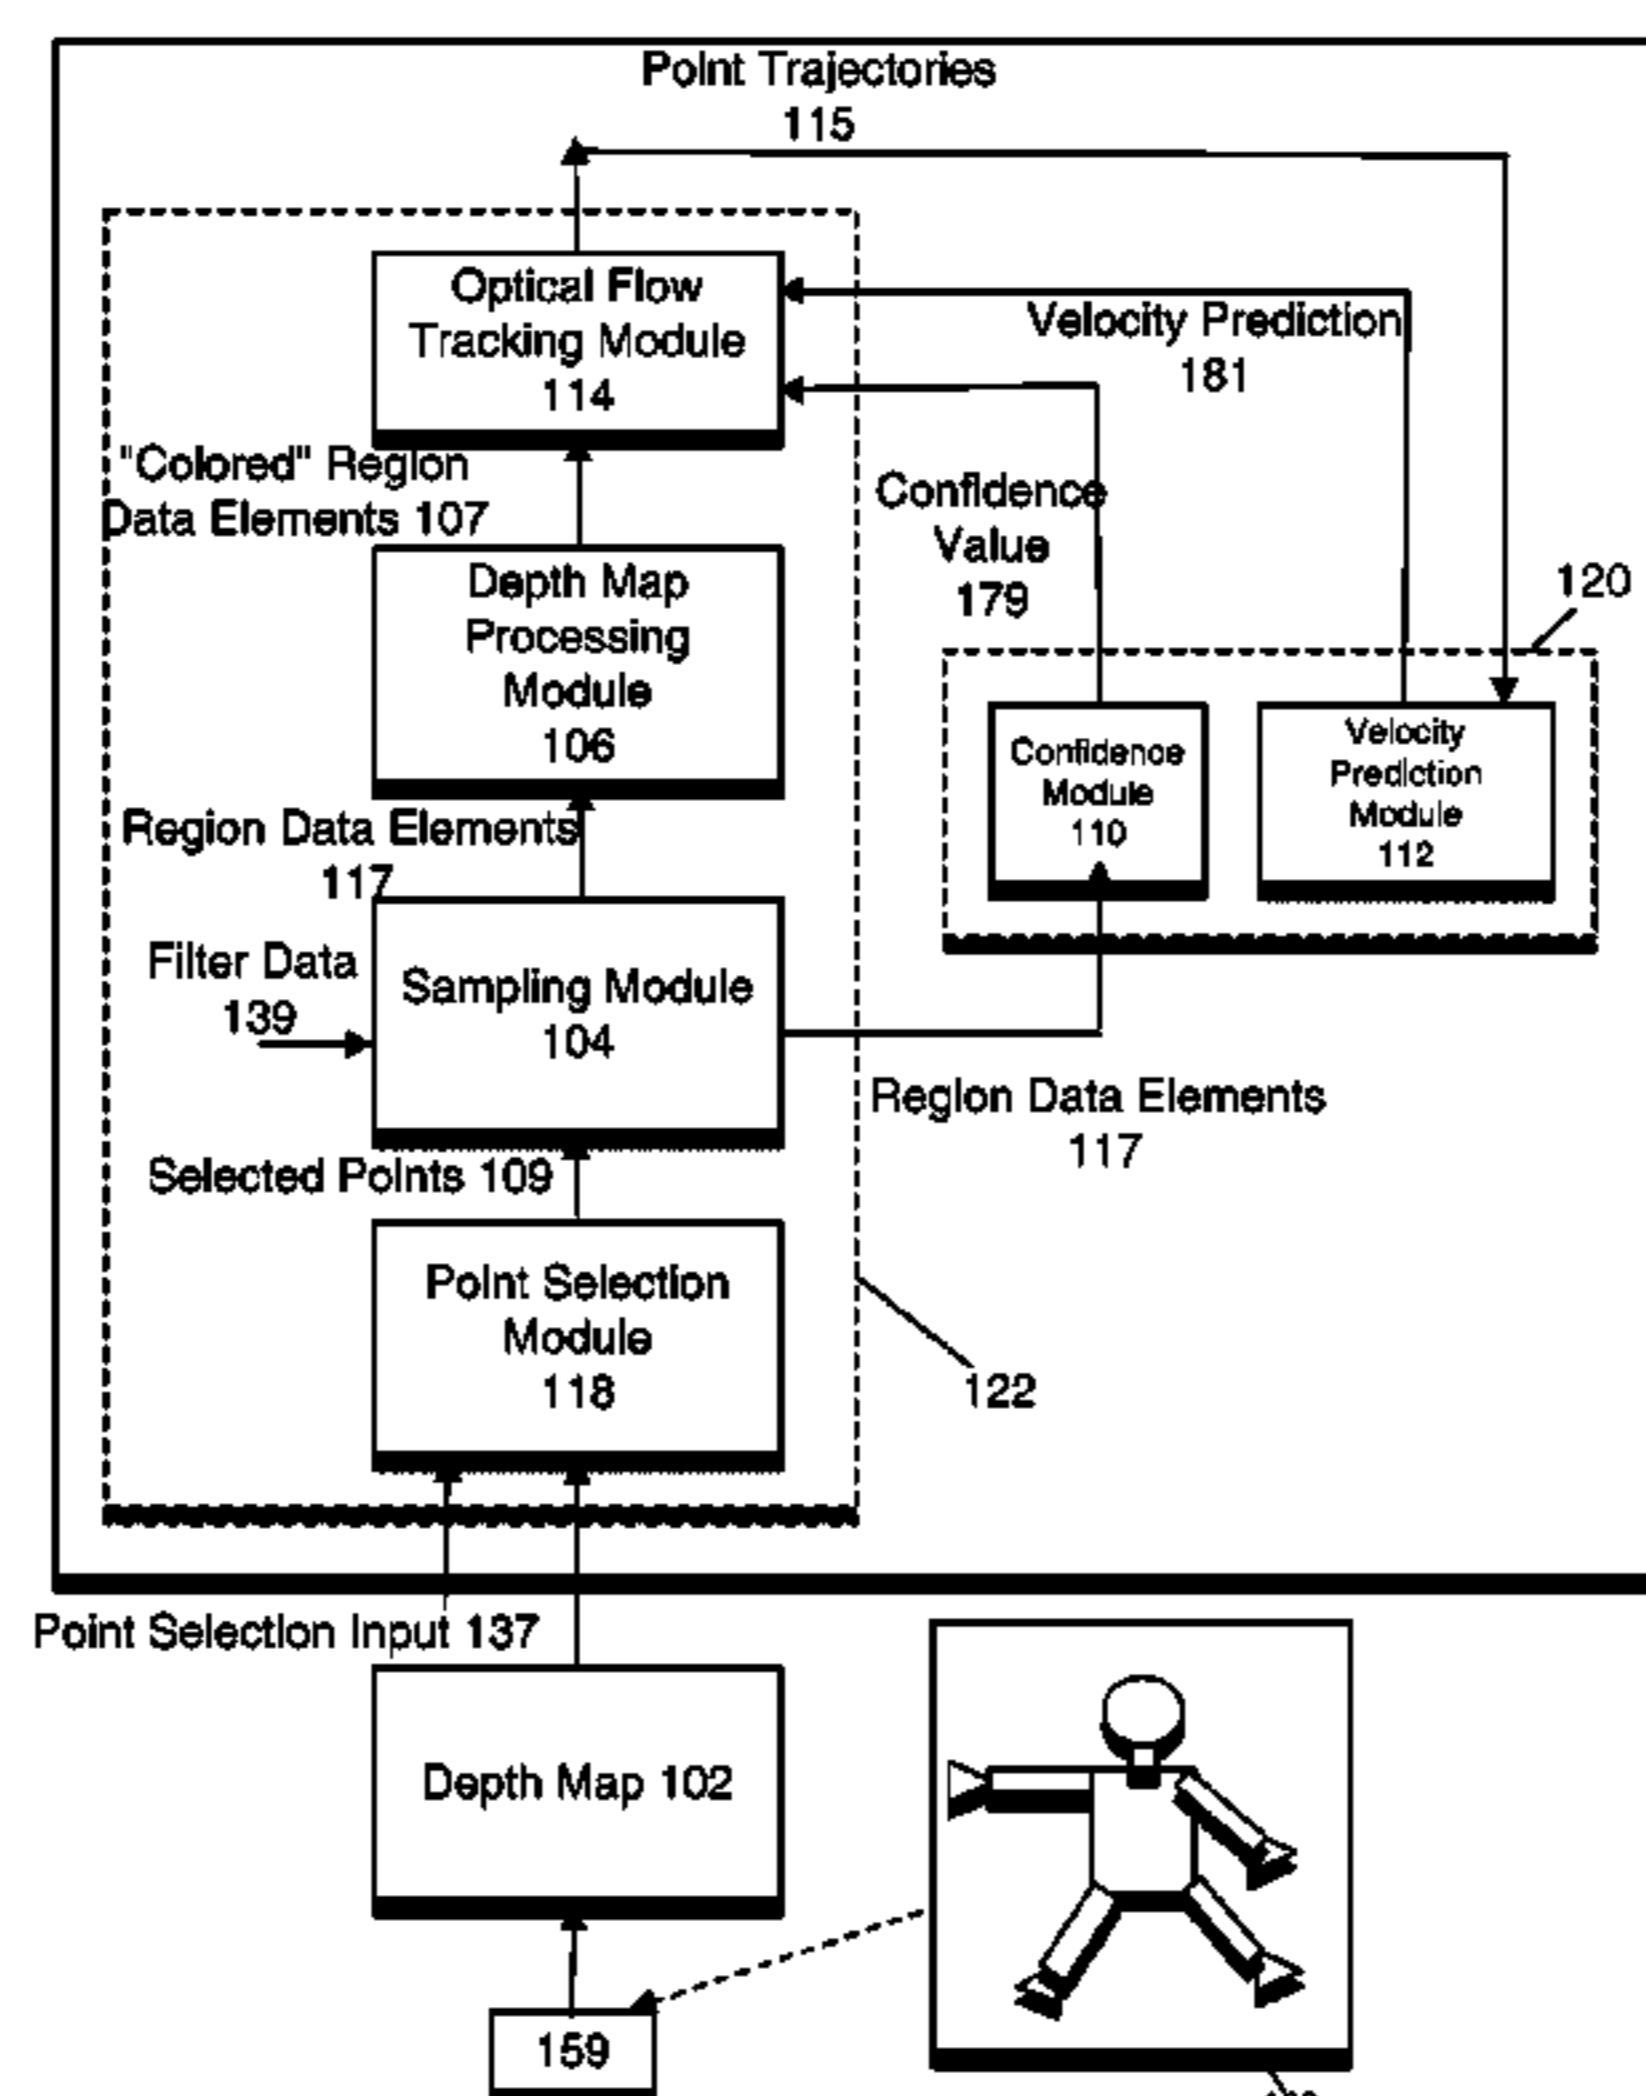 Point Trajectories
115
Optical Flow
Tracking Module
114
Velocity Prediction
181
"Colored" Region
Data Elements 107
Confidence
Value
179
120
Depth Map
Processing
Module
106
Confidence
Module
110
Velocity
Prediction
Module
112
Region Data Elements
117
Filter Data
139
Sampling Module
104
Region Data Elements
117
Selected Points 109
Point Selection
Module
118
122
Point Selection Input 137
Depth Map 102
159